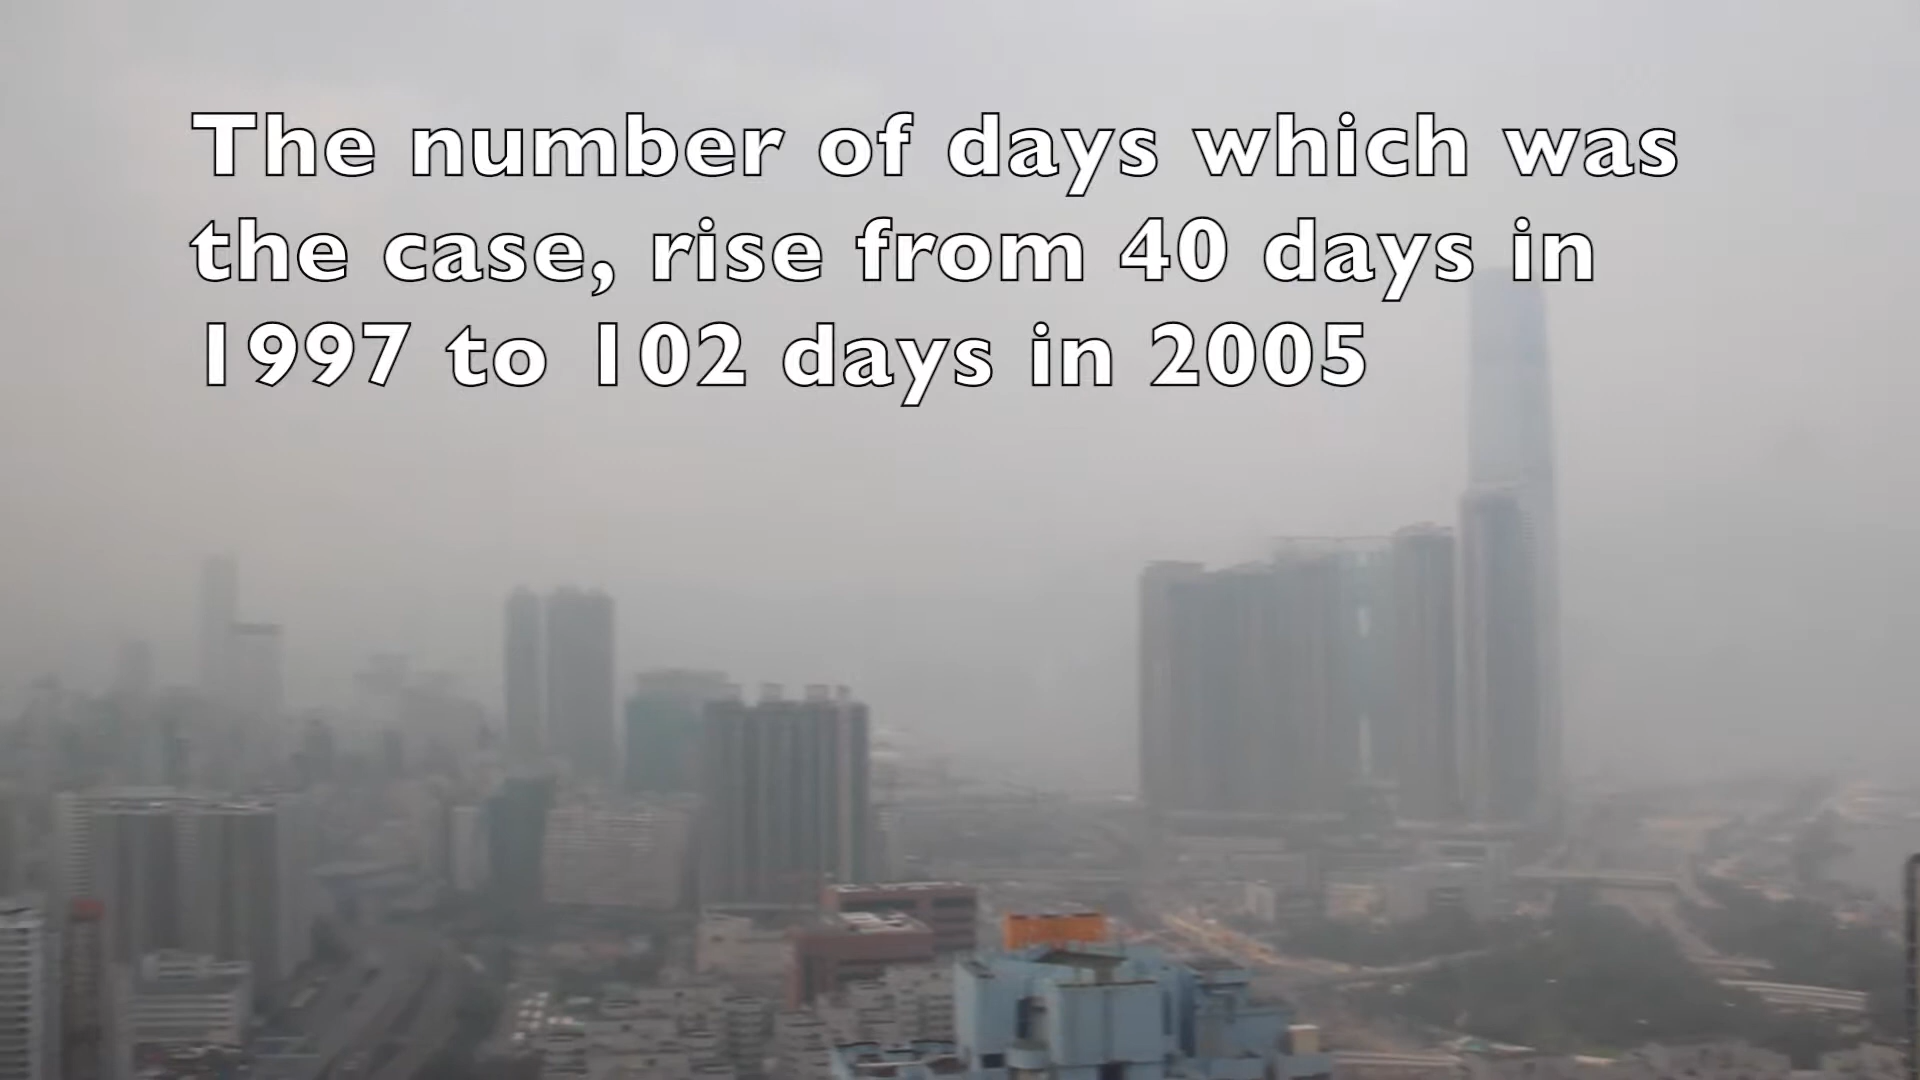 The number of days which was
the case, rise from 40 days in
1997 to 102 days in 2005